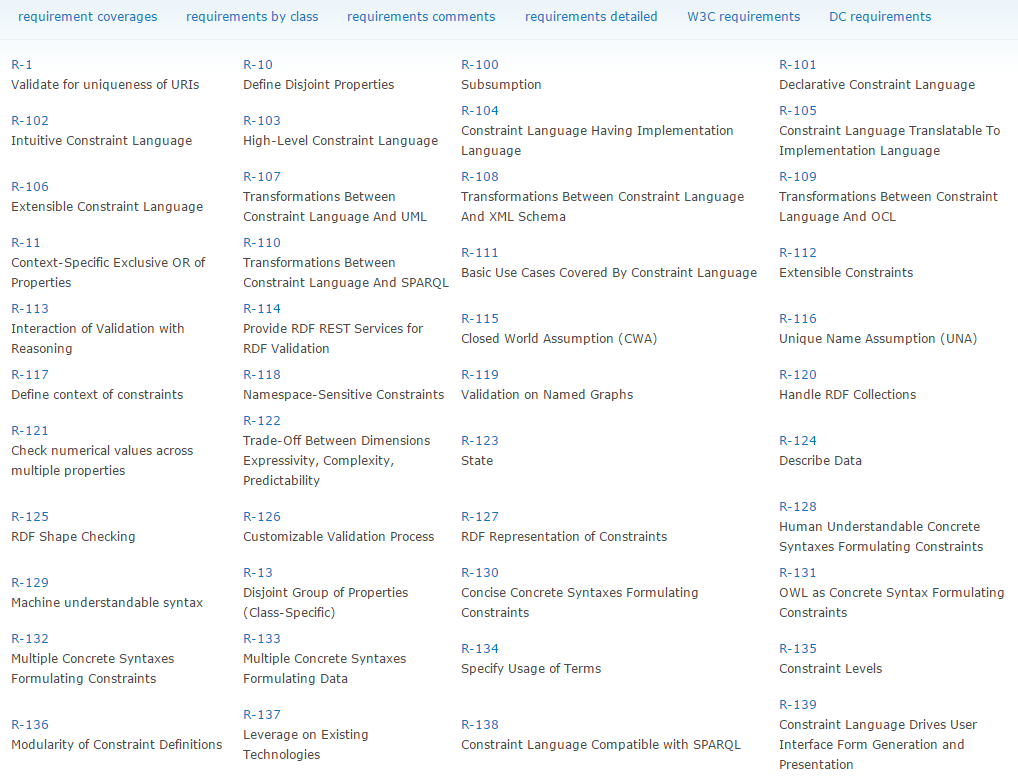 requirement coverages requirements by class requirements comments requirements detailed W3C requirements DC requirements
R-1
Validate for uniqueness of URIs
R-10
Define Disjoint Properties
R-100
Subsumption
R-101
Declarative Constraint Language
R-102
Intuitive Constraint Language
R-103
High-Level Constraint Language
R-104
Constraint Language Having Implementation
Language
R-105
Constraint Language Translatable To
Implementation Language
R-106
Extensible Constraint Language
R-107
Transformations Between
Constraint Language And UML
R-108
Transformations Between Constraint Language
And XML Schema
R-109
Transformations Between Constraint
Language And OCL
R-11
Context-Specific Exclusive OR of
Properties
R-110
Transformations Between
Constraint Language And SPARQL
R-111
Basic Use Cases Covered By Constraint Language
R-112
Extensible Constraints
R-113
Interaction of Validation with
Reasoning
R-114
Provide RDF REST Services for
RDF Validation
R-115
Closed World Assumption (CWA)
R-116
Unique Name Assumption (UNA)
R-117
Define context of constraints
R-118
Namespace-Sensitive Constraints
R-119
Validation on Named Graphs
R-120
Handle RDF Collections
R-121
Check numerical values across
multiple properties
R-122
Trade-Off Between Dimensions
Expressivity, Complexity,
Predictability
R-123
State
R-124
Describe Data
R-125
RDF Shape Checking
R-126
Customizable Validation Process
R-127
RDF Representation of Constraints
R-128
Human Understandable Concrete
Syntaxes Formulating Constraints
R-129
Machine understandable syntax
R-13
Disjoint Group of Properties
(Class-Specific)
R-130
Concise Concrete Syntaxes Formulating
Constraints
R-131
OWL as Concrete Syntax Formulating
Constraints
R-132
Multiple Concrete Syntaxes
Formulating Constraints
R-133
Multiple Concrete Syntaxes
Formulating Data
R-134
Specify Usage of Terms
R-135
Constraint Levels
R-136
Modularity of Constraint Definitions
R-137
Leverage on Existing
Technologies
R-138
Constraint Language Compatible with SPARQL
R-139
Constraint Language Drives User
Interface Form Generation and
Presentation